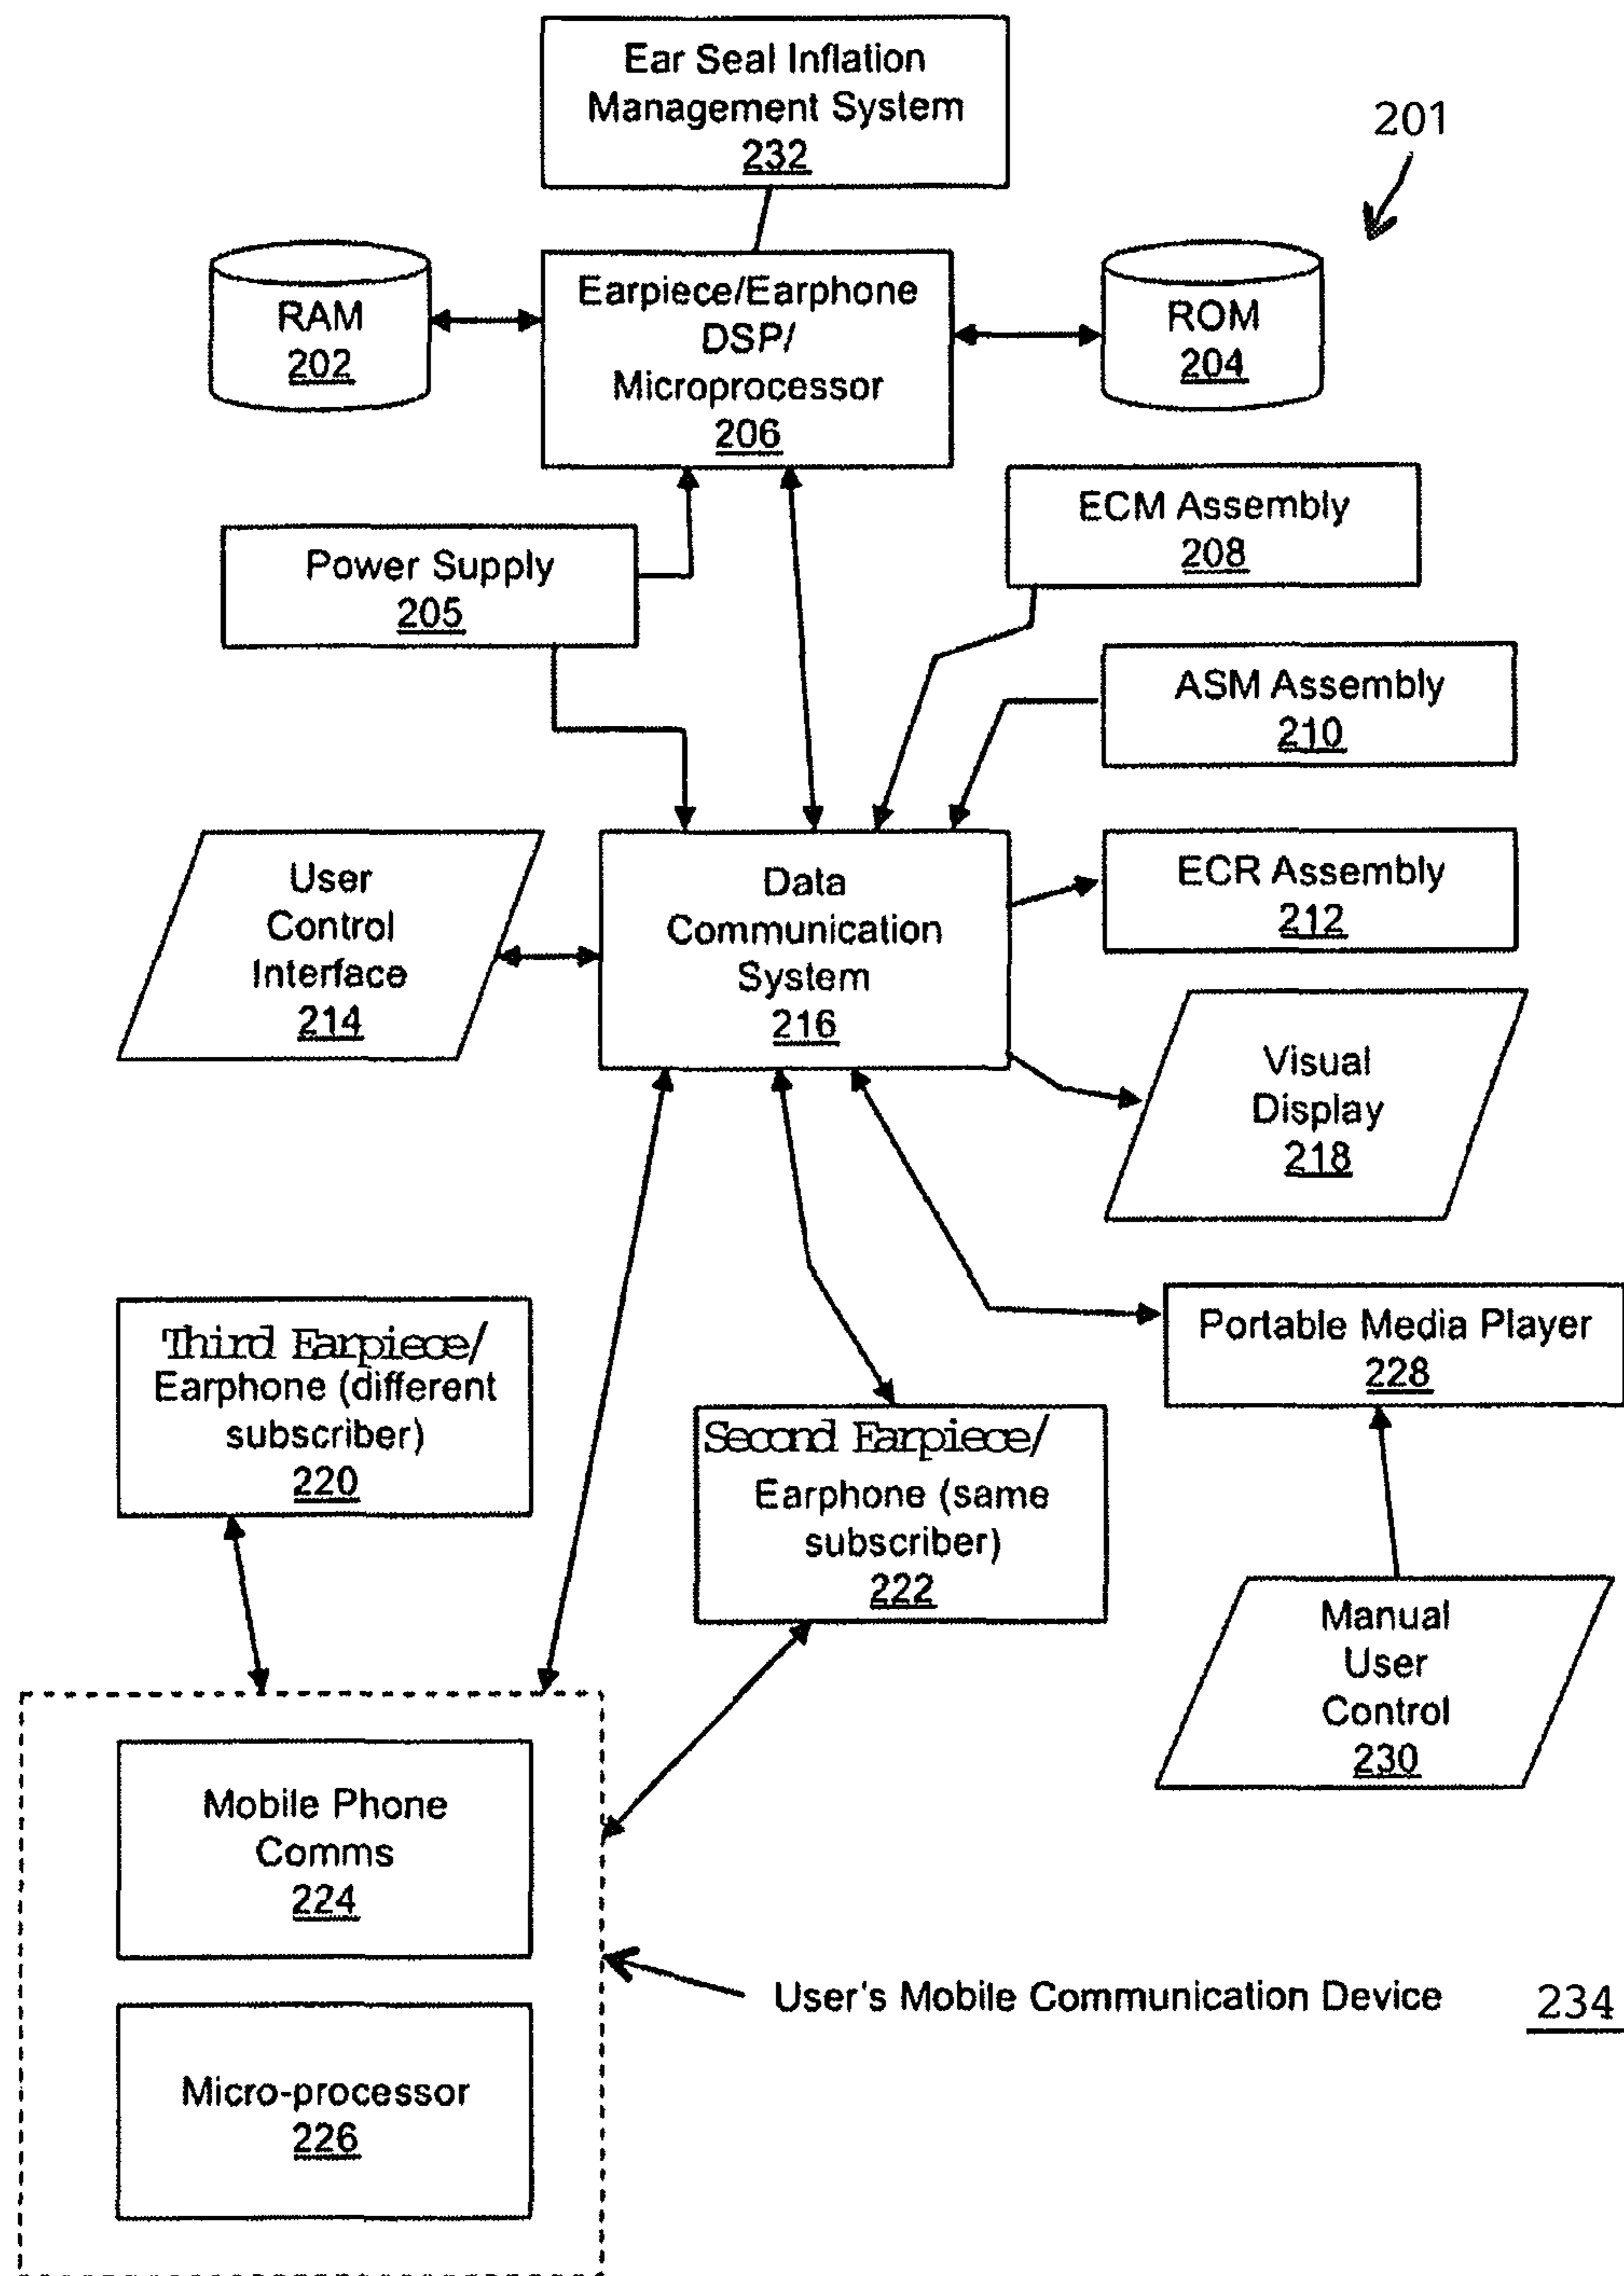 Ear Seal Inflation
Management System
232
201
RAM
202
Earpiece/Earphone
DSP/
Microprocessor
206
ROM
204
ECM Assembly
208
Power Supply
205
ASM Assembly
210
User
Control
Interface
214
Data
Communication
System
216
ECR Assembly
212
Visual
Display
218
Third Earpiece/
Earphone (different
subscriber)
220
Second Earpiece/
Earphone (same
subscriber)
222
Portable Media Player
228
Manual
User
Control
230
Mobile Phone
Comms
224
User's Mobile Communication Device 234
Micro-processor
226